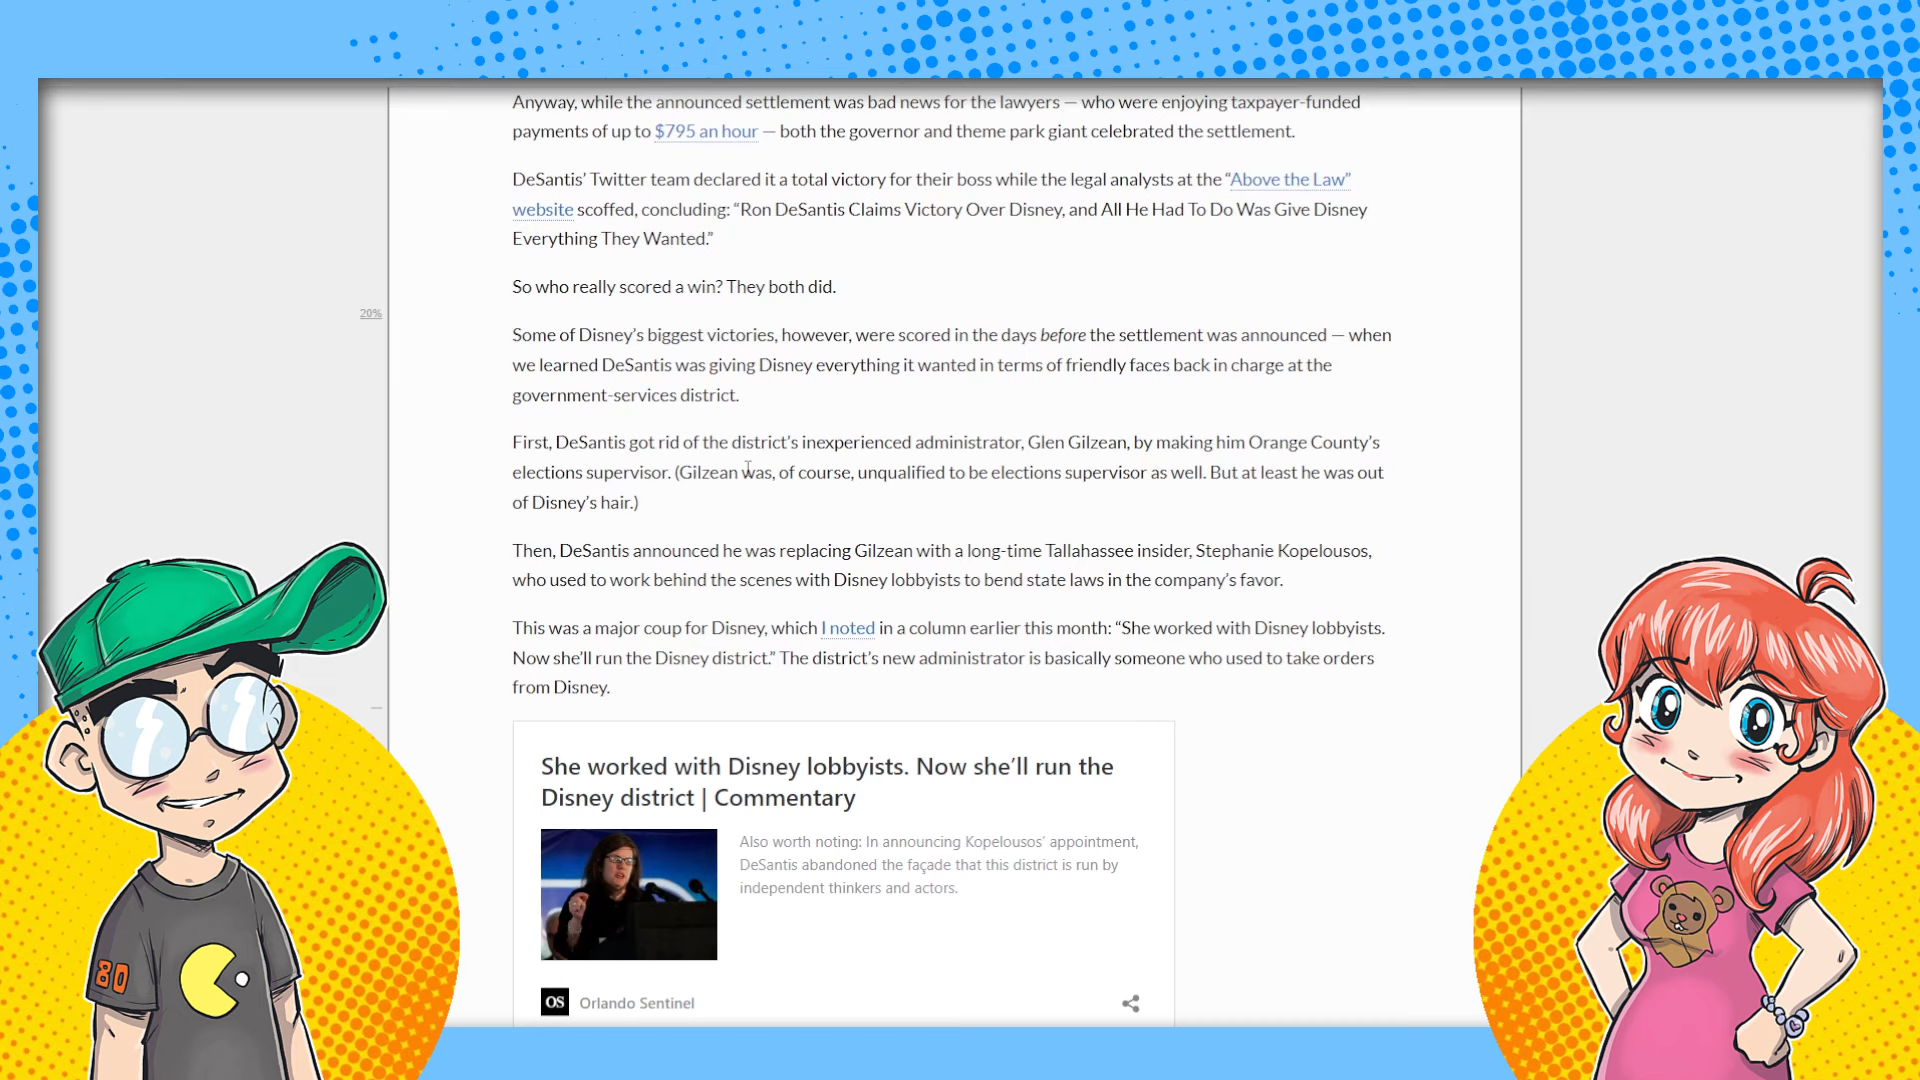 Anyway, while the announced settlement was bad news for the lawyers — who were enjoying taxpayer-funded
payments of up to $795 an hour — both the governor and theme park giant celebrated the settlement.
DeSantis’ Twitter team declared it a total victory for their boss while the legal analysts at the “Above the Law”
website scoffed, concluding: “Ron DeSantis Claims Victory Over Disney, and All He Had To Do Was Give Disney
Everything They Wanted.”
So who really scored a win? They both did.
20%
Some of Disney’s biggest victories, however, were scored in the days before the settlement was announced — when
we learned DeSantis was giving Disney everything it wanted in terms of friendly faces back in charge at the
government-services district.
First, DeSantis got rid of the district’s inexperienced administrator, Glen Gilzean, by making him Orange County’s
elections supervisor. (Gilzean was, of course, unqualified to be elections supervisor as well. But at least he was out
of Disney’s hair.)
Then, DeSantis announced he was replacing Gilzean with a long-time Tallahassee insider, Stephanie Kopelousos,
who used to work behind the scenes with Disney lobbyists to bend state laws in the company’s favor.
This was a major coup for Disney, which I noted in a column earlier this month: “She worked with Disney lobbyists.
Now she’ll run the Disney district.” The district’s new administrator is basically someone who used to take orders
from Disney.
She worked with Disney lobbyists. Now she’ll run the
Disney district | Commentary
Also worth noting: In announcing Kopelousos’ appointment,
DeSantis abandoned the façade that this district is run by
independent thinkers and actors.
OS Orlando Sentinel
80